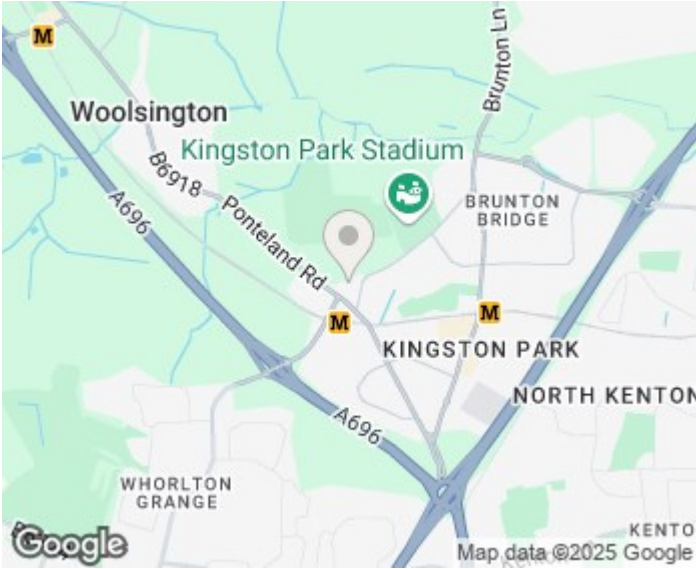 M
Woolsington
Brunton Ln
Kingston Park Stadium
B6918
A696
Ponteland Rd
BRUNTON
BRIDGE
M
M
KINGSTON PARK
NORTH KENTON
A696
WHORLTON
GRANGE
KENTO
Google
Map data ©2025 Google